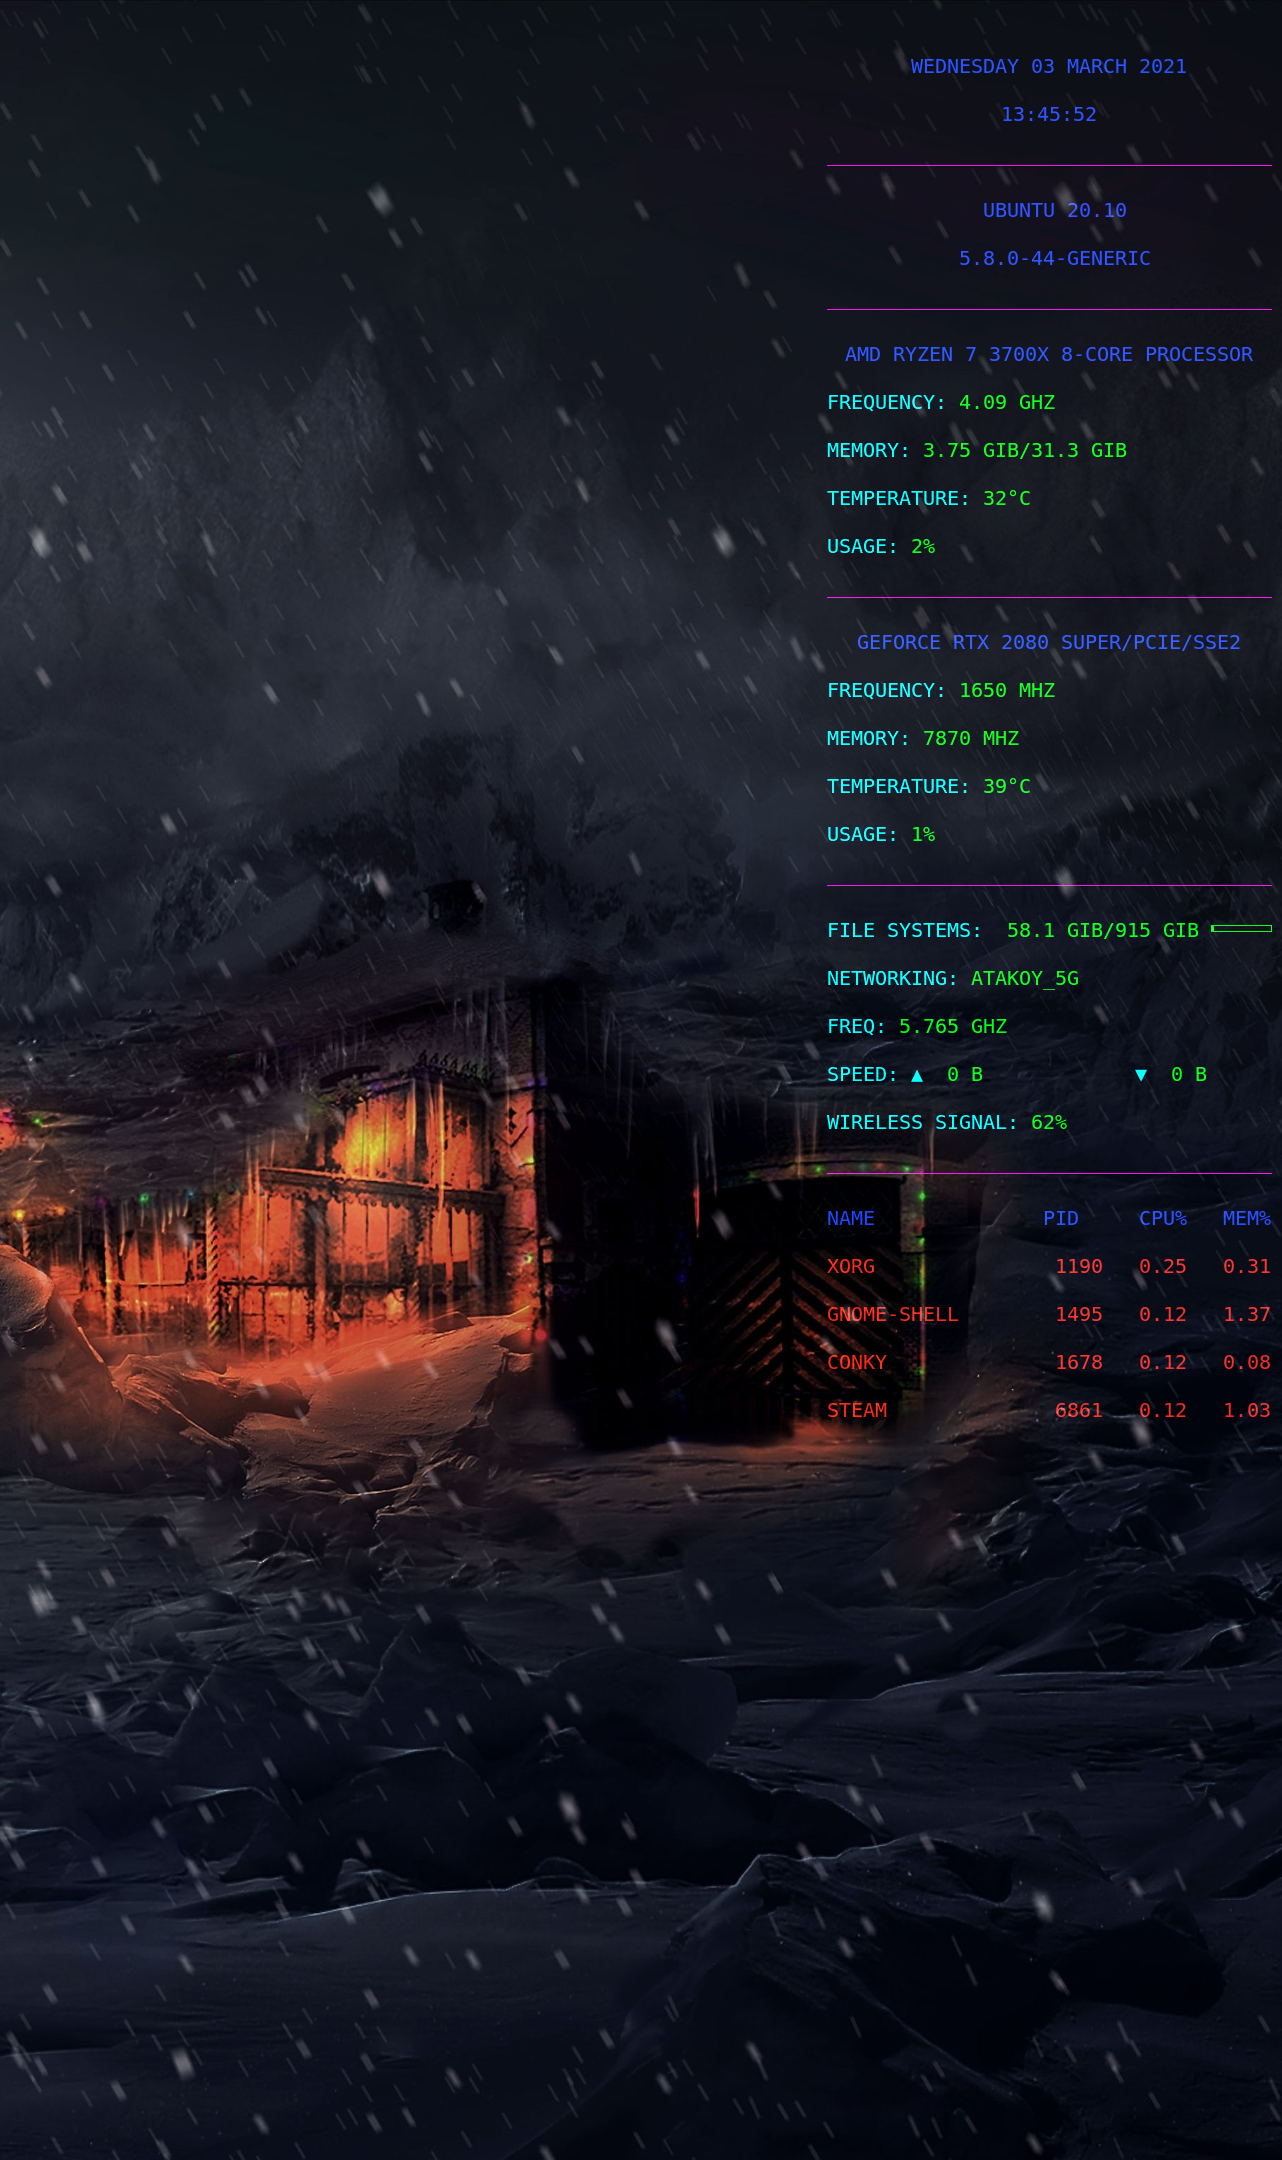 WEDNESDAY 03 MARCH 2021
13:45:52
UBUNTU 20.10
5.8.0-44-GENERIC
AMD RYZEN 7 3700X 8-CORE PROCESSOR
FREQUENCY: 4.09 GHZ
MEMORY: 3.75 GIB/31.3 GIB
TEMPERATURE: 32°C
USAGE: 2%
GEFORCE RTX 2080 SUPER/PCIE/SSE2
FREQUENCY: 1650 MHZ
MEMORY: 7870 MHZ
TEMPERATURE: 39°C
USAGE: 1%
FILE SYSTEMS: 58.1 GIB/915 GIB
NETWORKING: ATAKOY_5G
FREQ: 5.765 GHZ
SPEED: ▲ 0 B ▼ 0 B
WIRELESS SIGNAL: 62%
NAME PID CPU% MEM%
XORG 1190 0.25 0.31
GNOME-SHELL 1495 0.12 1.37
CONKY 1678 0.12 0.08
STEAM 6861 0.12 1.03